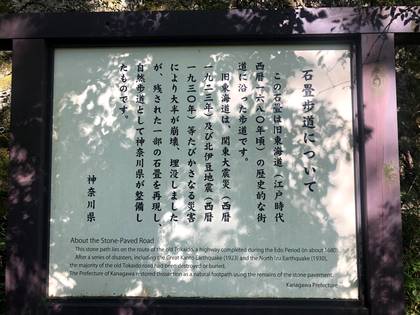 石畳歩道について
この石畳は旧東海道（江戸時代
西暦一六八〇年頃）の歴史的な街
道に沿った歩道です。
旧東海道は、関東大震災（西暦
一九二三年）及び北伊豆地震（西暦
一九三〇年）等たびかさなる災害
により大半が崩壊、埋没しました
が、残された一部の石畳を再現し、
自然歩道として神奈川県が整備し
たものです。
神奈川県
About the Stone-Paved Road
This stone path lies on the route of the old Tokaido, a highway completed during the Edo Period (in about 1680).
After a series of disasters, including the Great Kanto Earthquake (1923) and the North Izu Earthquake (1930),
the majority of the old Tokaido road had been destroyed or buried.
The Prefecture of Kanagawa restored this section as a natural footpath using the remains of the stone pavement.
Kanagawa Prefecture